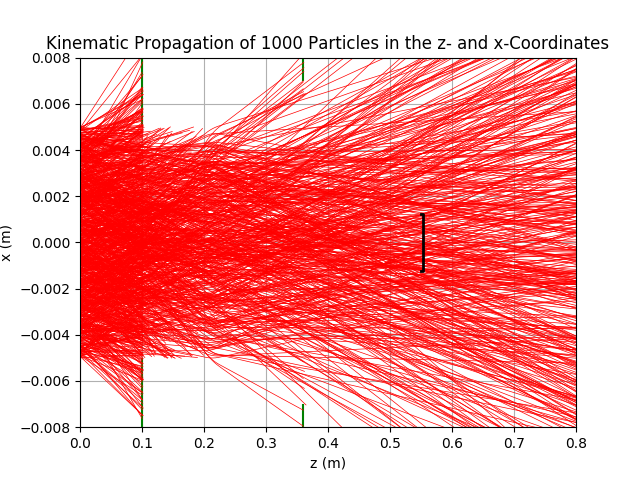 Kinematic Propagation of 1000 Particles in the z- and x-Coordinates
0.008
0.006
0.004
0.002
0.000
−0.002
−0.004
−0.006
−0.008
x (m)
0.0 0.1 0.2 0.3 0.4 0.5 0.6 0.7 0.8
z (m)